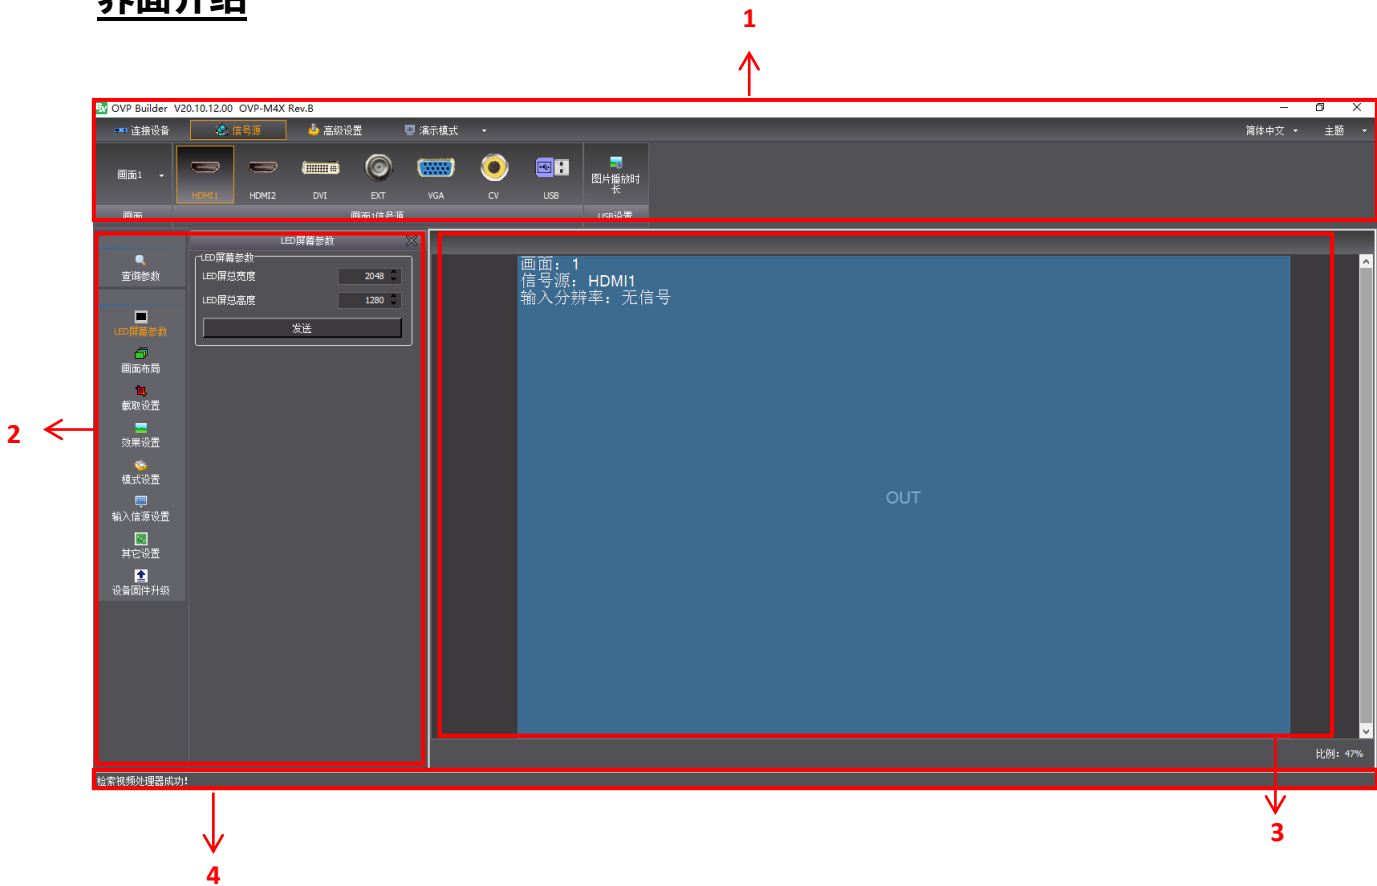 界面介绍
1
OVP Builder V20.10.12.00 OVP-M4X Rev.B
连接设备 信号源 高级设置 演示模式 简体中文 主题
画面1
HDMI1 HDMI2 DVI EXT VGA CV USB
图片播放时
长
画面 画面1信号源 USB设置
2
查询参数
LED屏幕参数
画面布局
截取设置
效果设置
模式设置
输入信源设置
其它设置
设备固件升级
LED屏幕参数
LED屏幕参数
LED屏总宽度 2048
LED屏总高度 1280
发送
画面：1
信号源：HDMI1
输入分辨率：无信号
OUT
比例：47%
检索视频处理器成功!
3
4